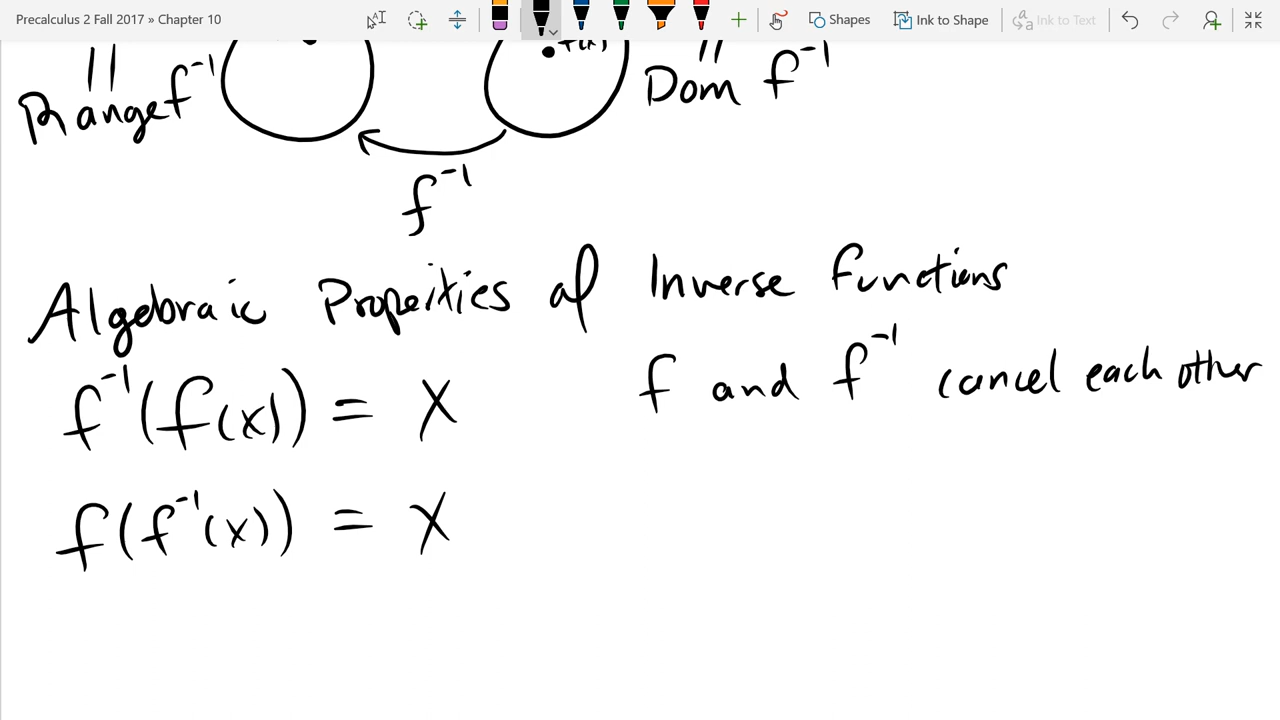 Precalculus 2 Fall 2017 » Chapter 10
Shapes
Ink to Shape
Ink to Text
f(x)
Range f⁻¹
Dom f⁻¹
f⁻¹
Algebraic Properities of Inverse Functions
f⁻¹(f(x)) = x
f and f⁻¹ cancel each other
f(f⁻¹(x)) = x